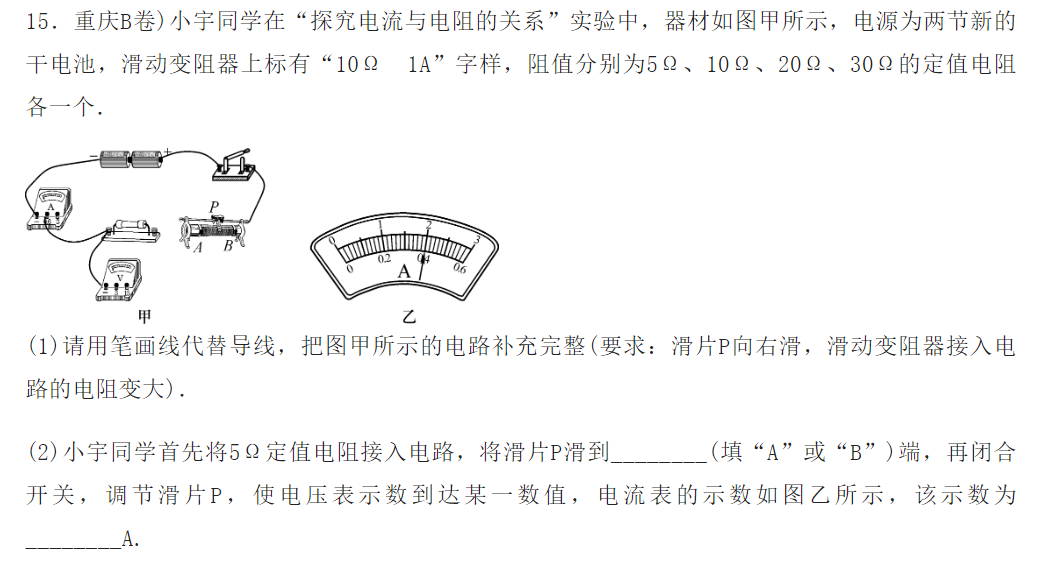 15．重庆B卷)小宇同学在“探究电流与电阻的关系”实验中，器材如图甲所示，电源为两节新的
干电池，滑动变阻器上标有“10Ω　1A”字样，阻值分别为5Ω、10Ω、20Ω、30Ω的定值电阻
各一个．
− +
A
P
A B
V
甲
0 1 2 3
0 0.2 0.4 0.6
A
乙
(1)请用笔画线代替导线，把图甲所示的电路补充完整(要求：滑片P向右滑，滑动变阻器接入电
路的电阻变大)．
(2)小宇同学首先将5Ω定值电阻接入电路，将滑片P滑到________(填“A”或“B”)端，再闭合
开关，调节滑片P，使电压表示数到达某一数值，电流表的示数如图乙所示，该示数为
________A.